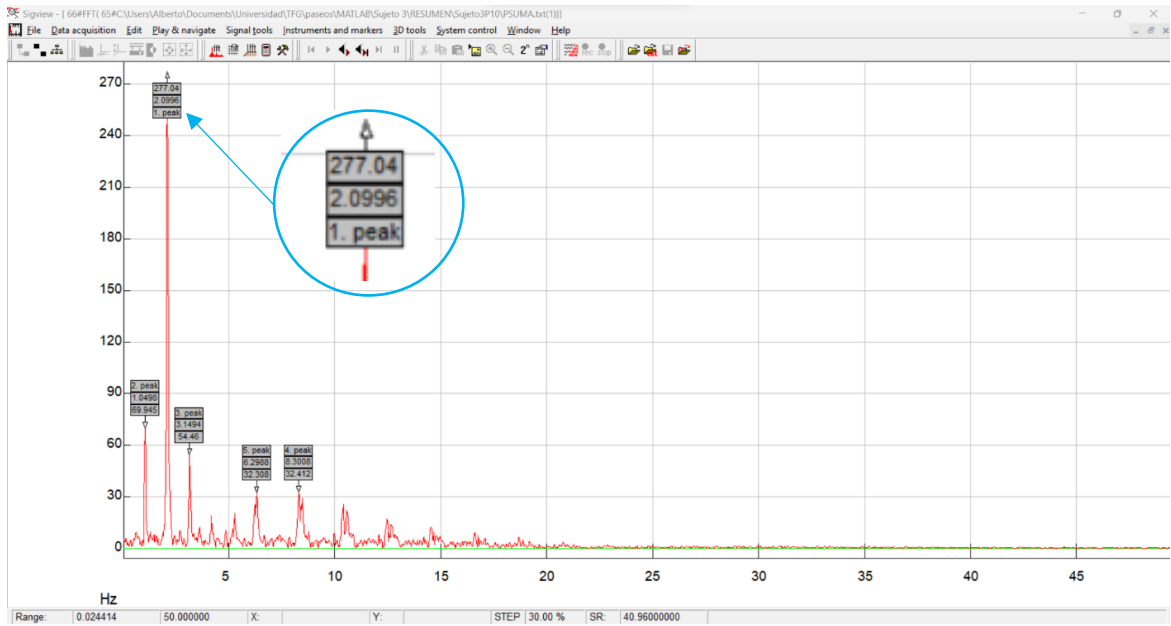 Sigview - [ 66#FFT( 65#C:\Users\Alberto\Documents\Universidad\TFG\paseos\MATLAB\Sujeto 3\RESUMEN\Sujeto3P10\PSUMA.txt(1))]
File Data acquisition Edit Play & navigate Signal tools Instruments and markers 3D tools System control Window Help
270
240
210
180
150
120
90
60
30
0
277.04
2.0996
1. peak
277.04
2.0996
1. peak
2. peak
1.0498
69.945
3. peak
3.1494
54.46
5. peak
6.2988
32.308
4. peak
8.3008
32.412
5 10 15 20 25 30 35 40 45
Hz
Range: 0.024414 50.000000 X: Y: STEP 30.00 % SR: 40.96000000